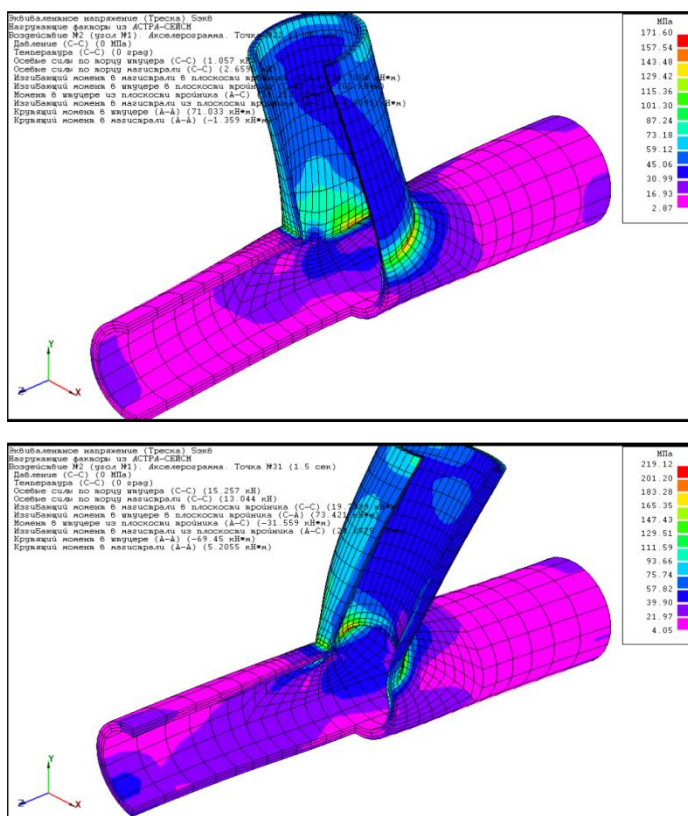 Эквивалентное напряжение (Треска) Sэкв
Нагружающие факторы из АСТРА-СЕЙСМ
Воздействие №2 (угол №1). Акселерограмма. Точка
Давление (С-С) (0 МПа)
Температура (С-С) (0 град)
Осевые силы по торцу штуцера (С-С) (1.057
Осевые силы по торцу магистрали (С-С)
Изгибающий момент в магистрали в плоскости
Изгибающий момент в штуцере в плоскости тройника
Момента в штуцере из плоскости тройника
Изгибающий момент в магистрали из плоскости тройника
Крутящий момент в штуцере (А-А) (71.033 кН*м)
Крутящий момент в магистрали (А-А) (-1.359 кН*м)
МПа
171.60
157.54
143.48
129.42
115.36
101.30
87.24
73.18
59.12
45.06
30.99
16.93
2.87
Y
Z
X
Эквивалентное напряжение (Треска) Sэкв
Нагружающие факторы из АСТРА-СЕЙСМ
Воздействие №2 (угол №1). Акселерограмма. Точка №31 (1.5 сек)
Давление (С-С) (0 МПа)
Температура (С-С) (0 град)
Осевые силы по торцу штуцера (С-С) (15.257 кН)
Осевые силы по торцу магистрали (С-С) (13.044 кН)
Изгибающий момент в магистрали в плоскости тройника (С-С)
Изгибающий момент в штуцере в плоскости тройника (С-А) (73.421
Момента в штуцере из плоскости тройника (А-С) (-31.559 кН*м)
Изгибающий момент в магистрали из плоскости тройника (А-С)
Крутящий момент в штуцере (А-А) (-69.45 кН*м)
Крутящий момент в магистрали (А-А) (5.2055 кН*м)
МПа
219.12
201.20
183.28
165.35
147.43
129.51
111.59
93.66
75.74
57.82
39.90
21.97
4.05
Y
Z
X